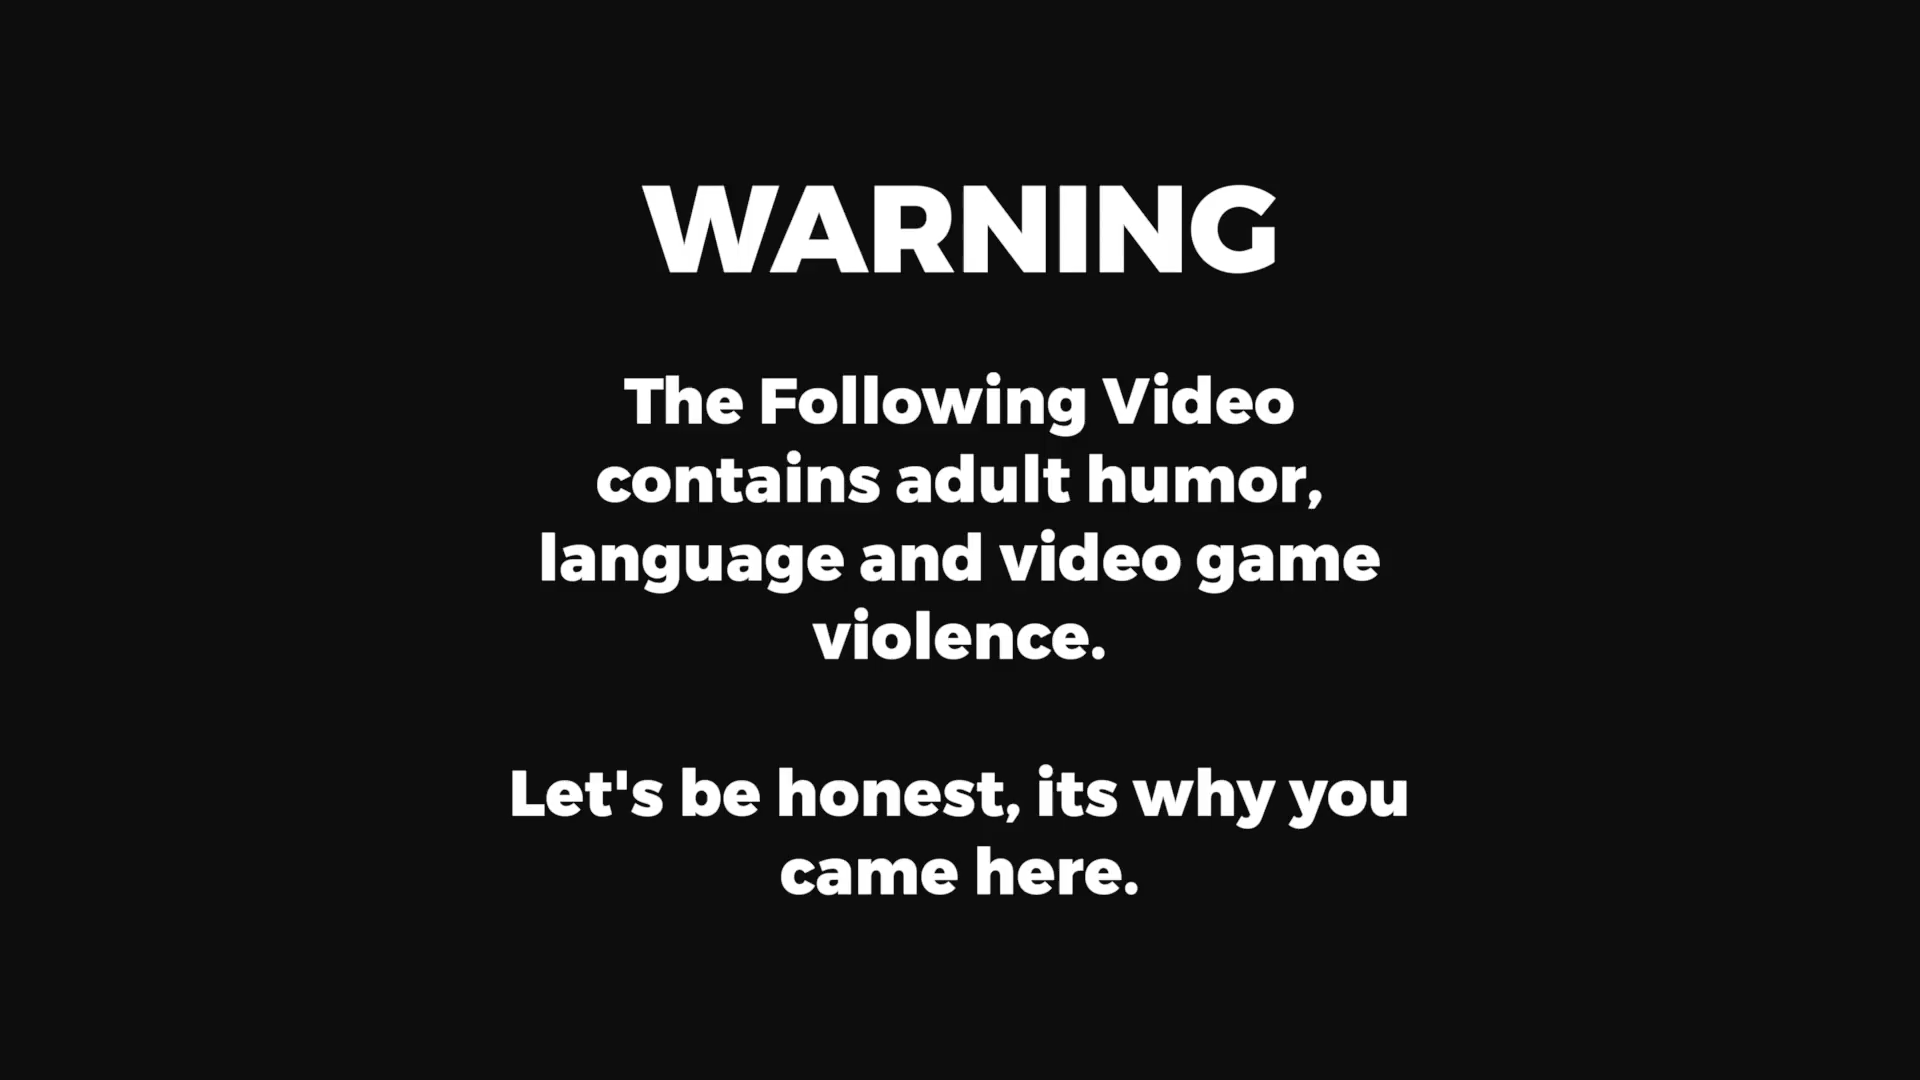 WARNING
The Following Video
contains adult humor,
language and video game
violence.
Let's be honest, its why you
came here.